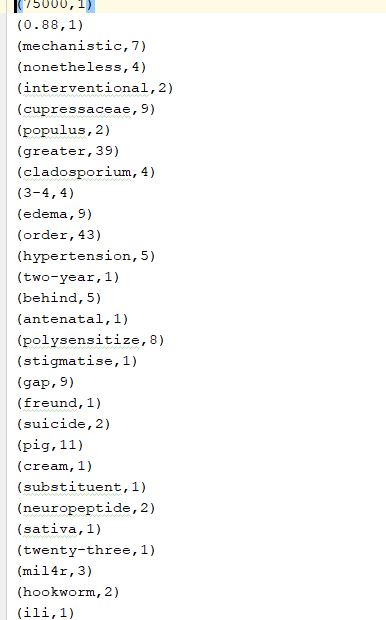 (75000,1)
(0.88,1)
(mechanistic,7)
(nonetheless,4)
(interventional,2)
(cupressaceae,9)
(populus,2)
(greater,39)
(cladosporium,4)
(3-4,4)
(edema,9)
(order,43)
(hypertension,5)
(two-year,1)
(behind,5)
(antenatal,1)
(polysensitize,8)
(stigmatise,1)
(gap,9)
(freund,1)
(suicide,2)
(pig,11)
(cream,1)
(substituent,1)
(neuropeptide,2)
(sativa,1)
(twenty-three,1)
(mil4r,3)
(hookworm,2)
(ili,1)